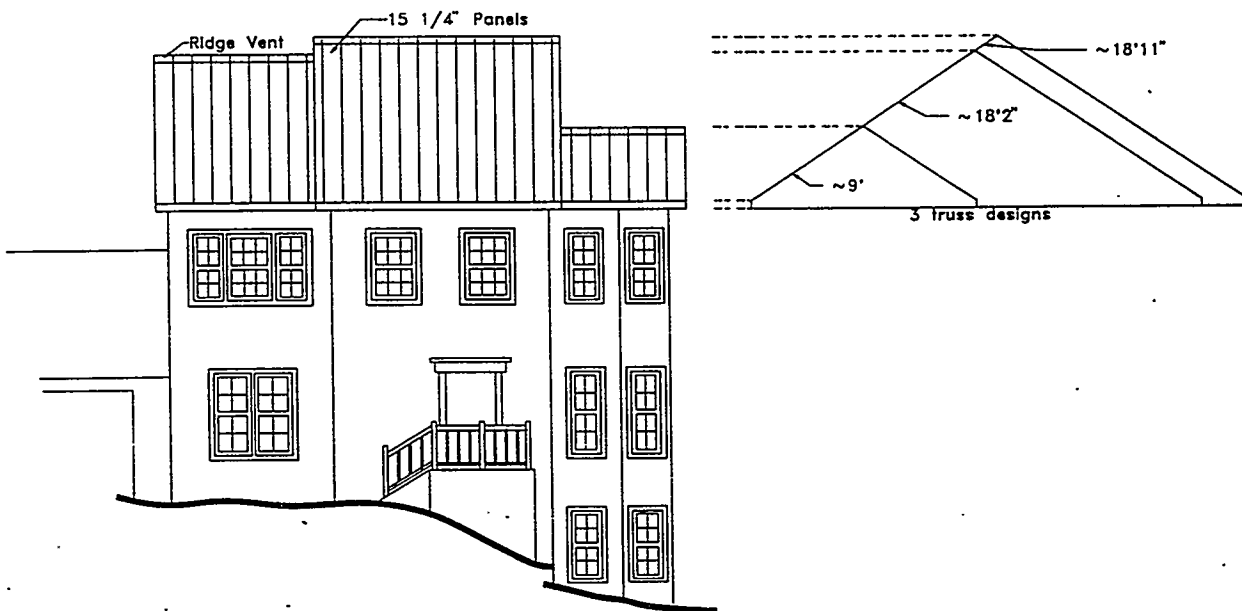 15 1/4" Panels
Ridge Vent
~18'11"
~18'2"
~9'
3 truss designs